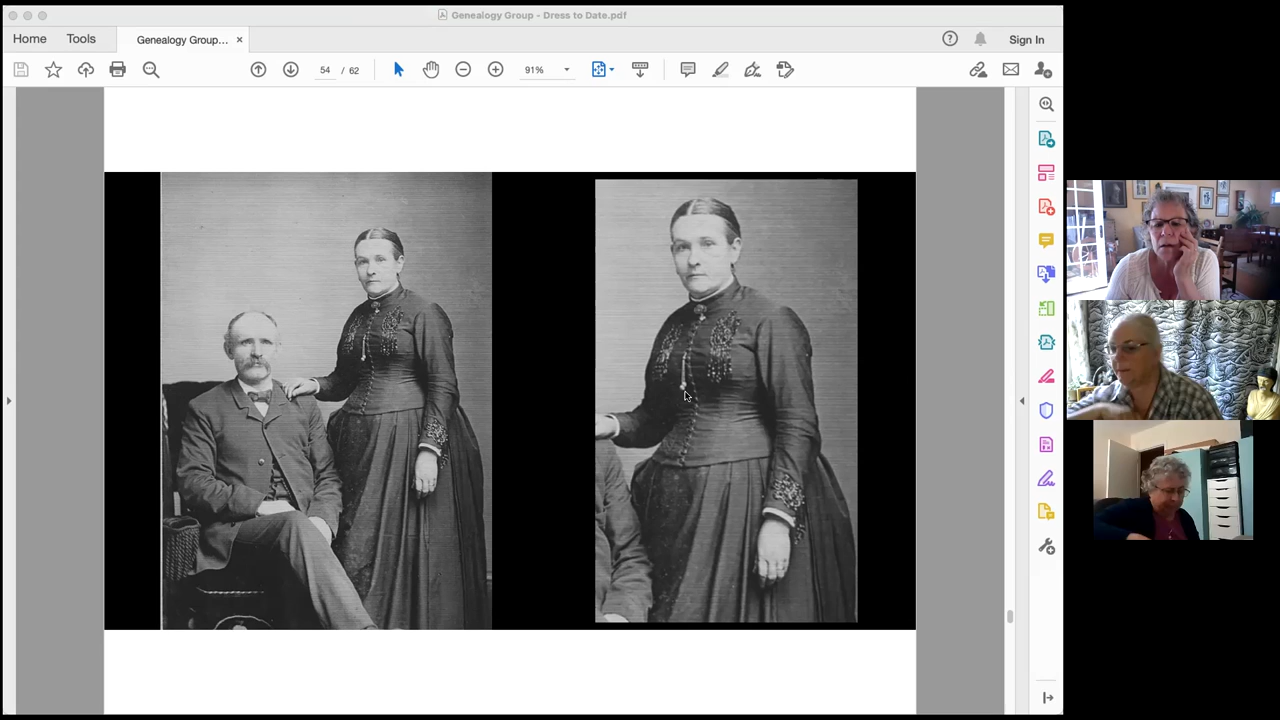 Genealogy Group - Dress to Date.pdf
Home
Tools
Genealogy Group... ×
Sign In
54 / 62
91%